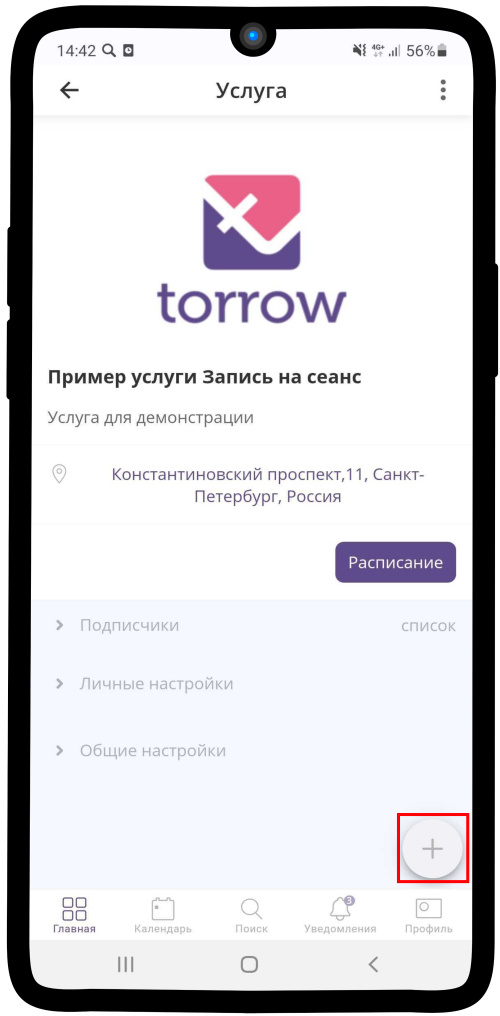 14:42
4G+
56%
Услуга
torrow
Пример услуги Запись на сеанс
Услуга для демонстрации
Константиновский проспект,11, Санкт-
Петербург, Россия
Расписание
Подписчики список
Личные настройки
Общие настройки
3
Главная Календарь Поиск Уведомления Профиль